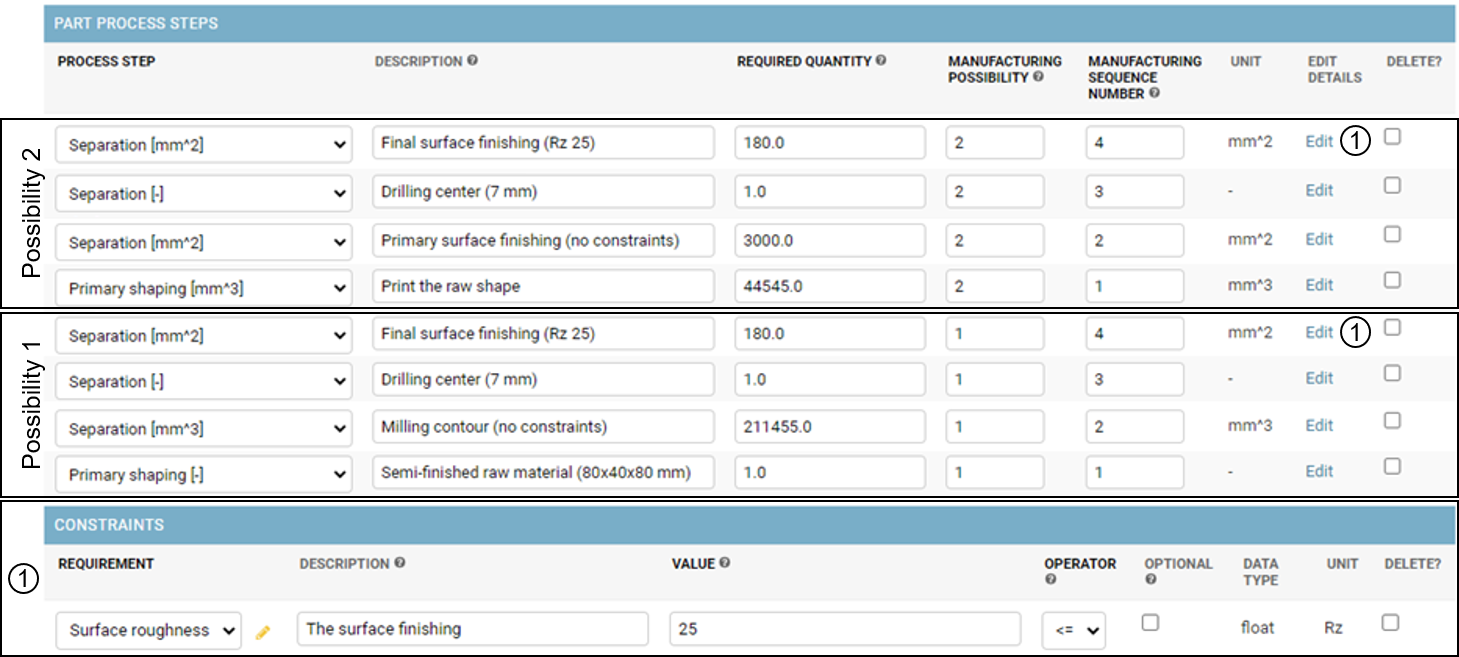 PART PROCESS STEPS
PROCESS STEP DESCRIPTION REQUIRED QUANTITY MANUFACTURING POSSIBILITY MANUFACTURING SEQUENCE NUMBER UNIT EDIT DETAILS DELETE?
Possibility 2
Separation [mm^2] Final surface finishing (Rz 25) 180.0 2 4 mm^2 Edit 1
Separation [-] Drilling center (7 mm) 1.0 2 3 - Edit
Separation [mm^2] Primary surface finishing (no constraints) 3000.0 2 2 mm^2 Edit
Primary shaping [mm^3] Print the raw shape 44545.0 2 1 mm^3 Edit
Possibility 1
Separation [mm^2] Final surface finishing (Rz 25) 180.0 1 4 mm^2 Edit 1
Separation [-] Drilling center (7 mm) 1.0 1 3 - Edit
Separation [mm^3] Milling contour (no constraints) 211455.0 1 2 mm^3 Edit
Primary shaping [-] Semi-finished raw material (80x40x80 mm) 1.0 1 1 - Edit
CONSTRAINTS
1
REQUIREMENT DESCRIPTION VALUE OPERATOR OPTIONAL DATA TYPE UNIT DELETE?
Surface roughness The surface finishing 25 <= float Rz